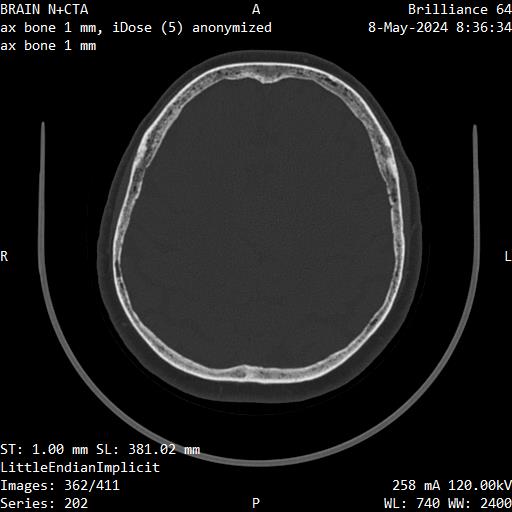 BRAIN N+CTA
ax bone 1 mm, iDose (5) anonymized
ax bone 1 mm
A
Brilliance 64
8-May-2024 8:36:34
R
L
ST: 1.00 mm SL: 381.02 mm
LittleEndianImplicit
Images: 362/411
Series: 202
P
258 mA 120.00kV
WL: 740 WW: 2400